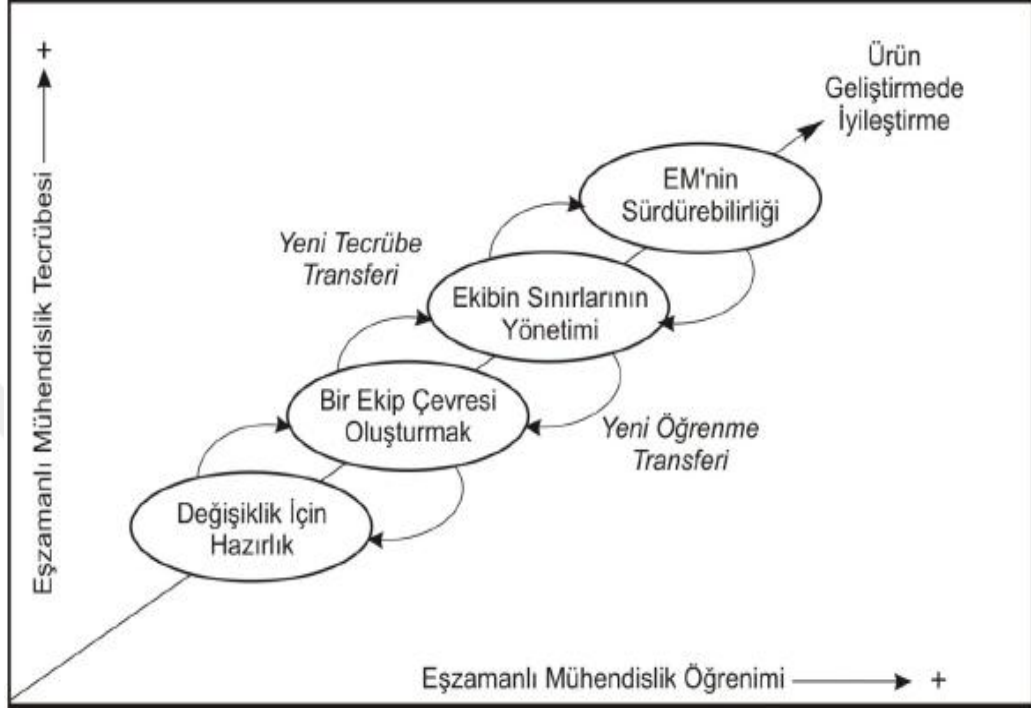 Ürün
Geliştirmede
İyileştirme
EM'nin
Sürdürebilirliği
Yeni Tecrübe
Transferi
Ekibin Sınırlarının
Yönetimi
Bir Ekip Çevresi
Oluşturmak
Yeni Öğrenme
Transferi
Değişiklik İçin
Hazırlık
Eşzamanlı Mühendislik Tecrübesi +
Eşzamanlı Mühendislik Öğrenimi +